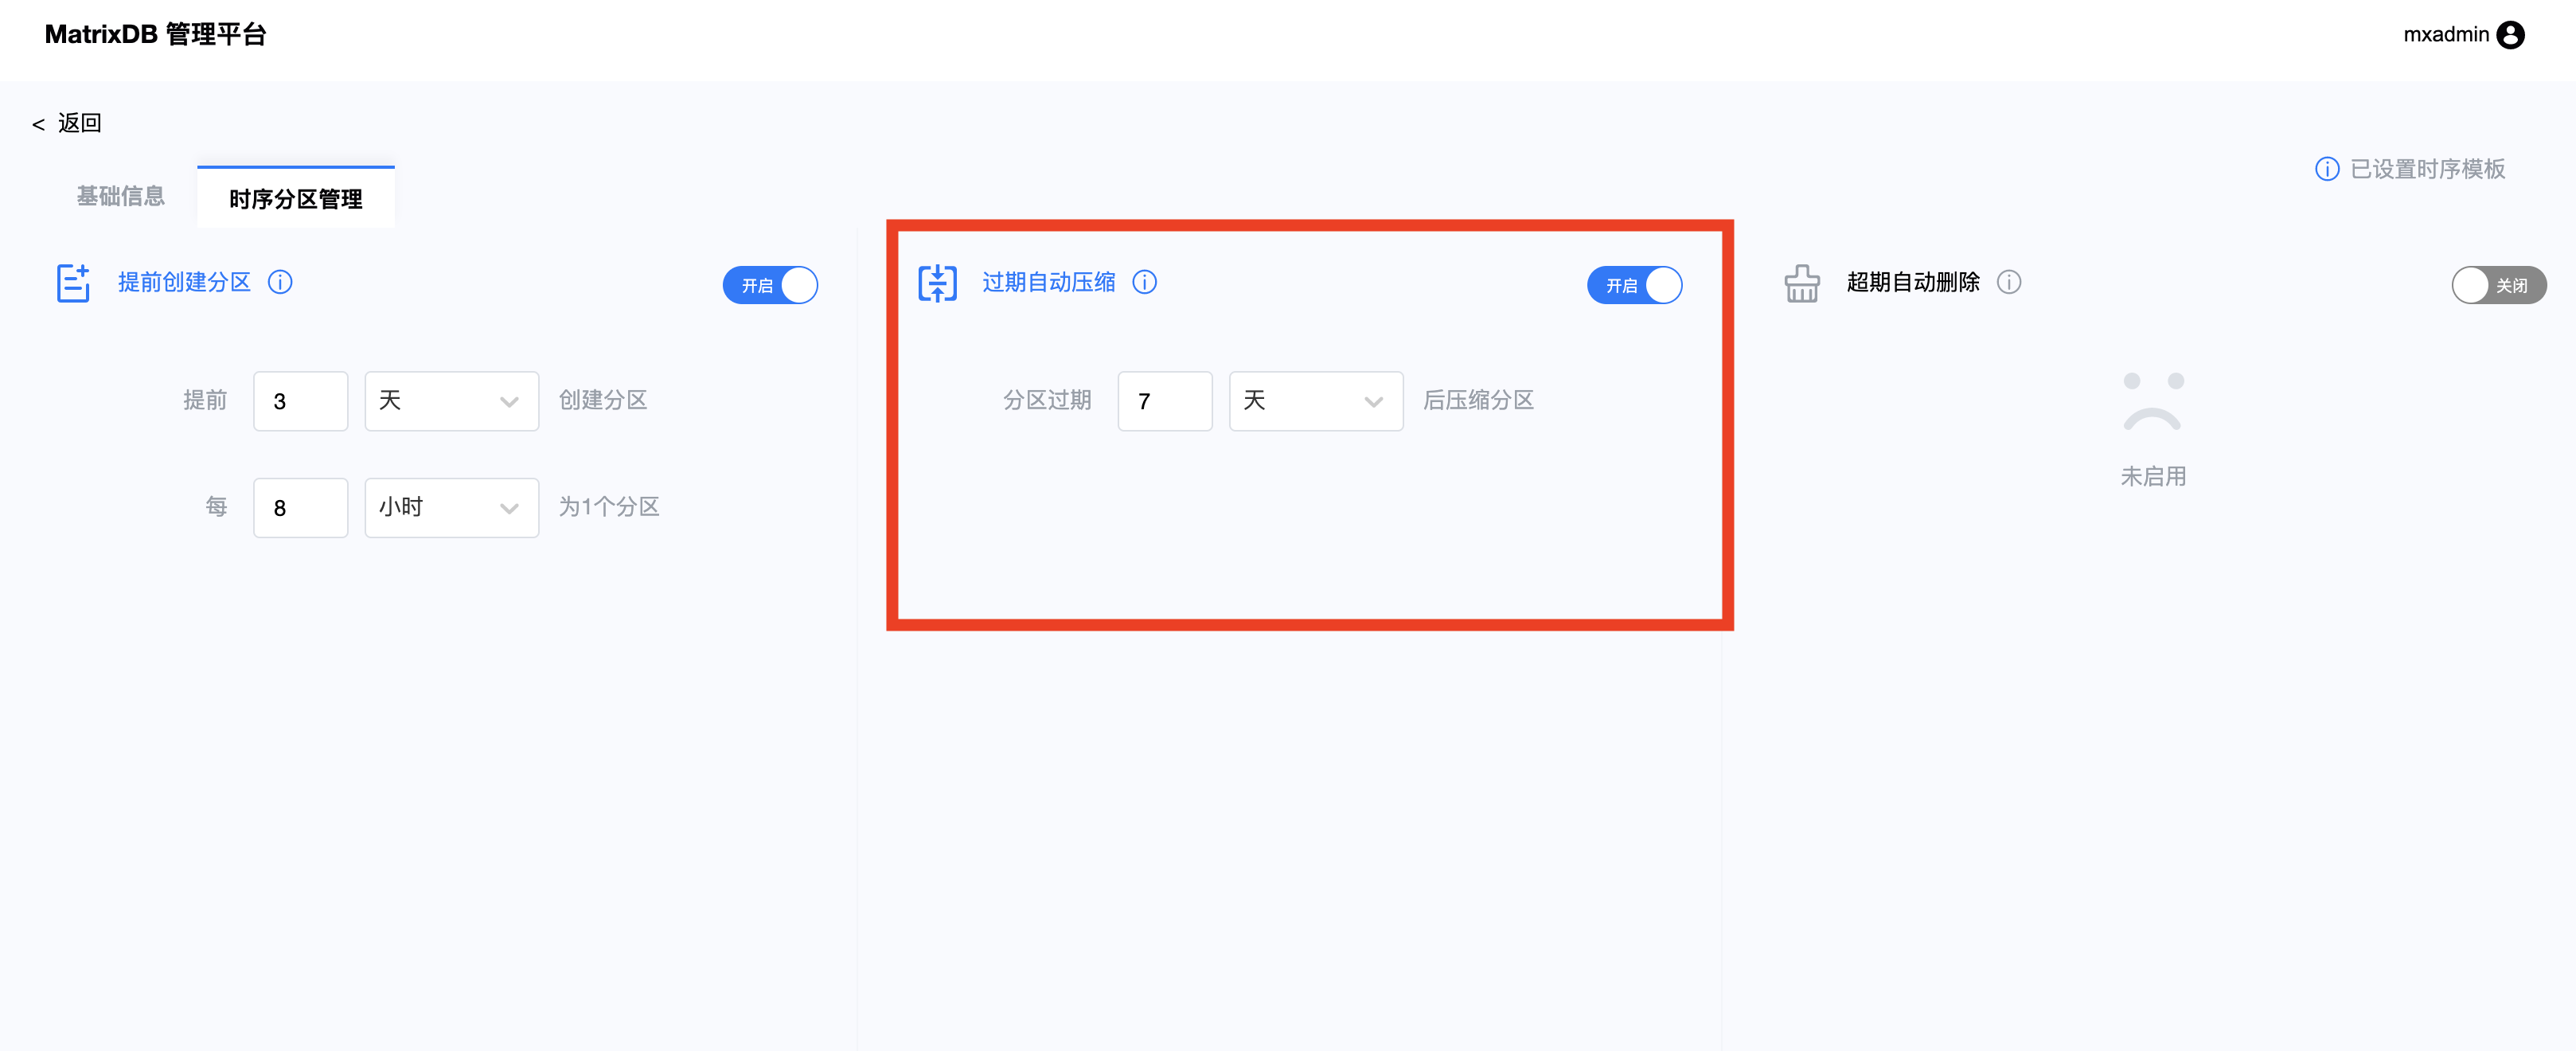 MatrixDB 管理平台
mxadmin
< 返回
基础信息
时序分区管理
已设置时序模板
提前创建分区
开启
提前 3 天 创建分区
每 8 小时 为1个分区
过期自动压缩
开启
分区过期 7 天 后压缩分区
超期自动删除
关闭
未启用